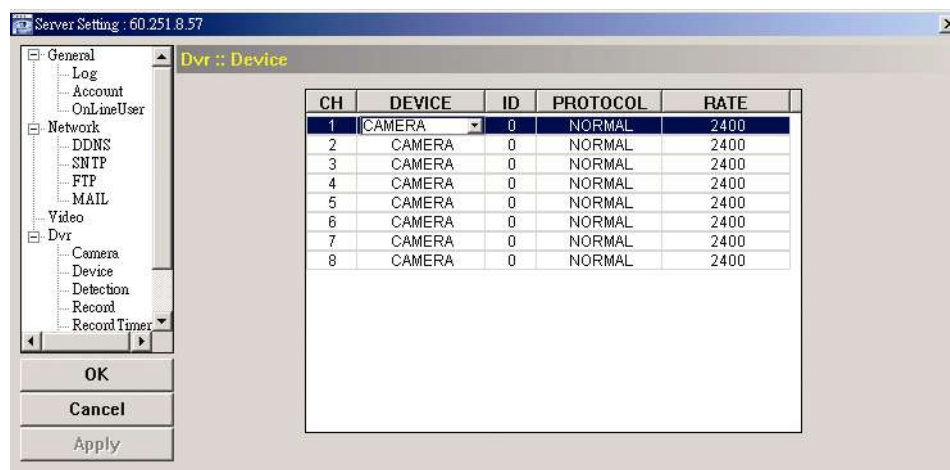 Server Setting : 60.251.8.57
General
Log
Account
OnLineUser
Network
DDNS
SNTP
FTP
MAIL
Video
Dvr
Camera
Device
Detection
Record
Record Timer
OK
Cancel
Apply
Dvr :: Device
CH DEVICE ID PROTOCOL RATE
1 CAMERA 0 NORMAL 2400
2 CAMERA 0 NORMAL 2400
3 CAMERA 0 NORMAL 2400
4 CAMERA 0 NORMAL 2400
5 CAMERA 0 NORMAL 2400
6 CAMERA 0 NORMAL 2400
7 CAMERA 0 NORMAL 2400
8 CAMERA 0 NORMAL 2400